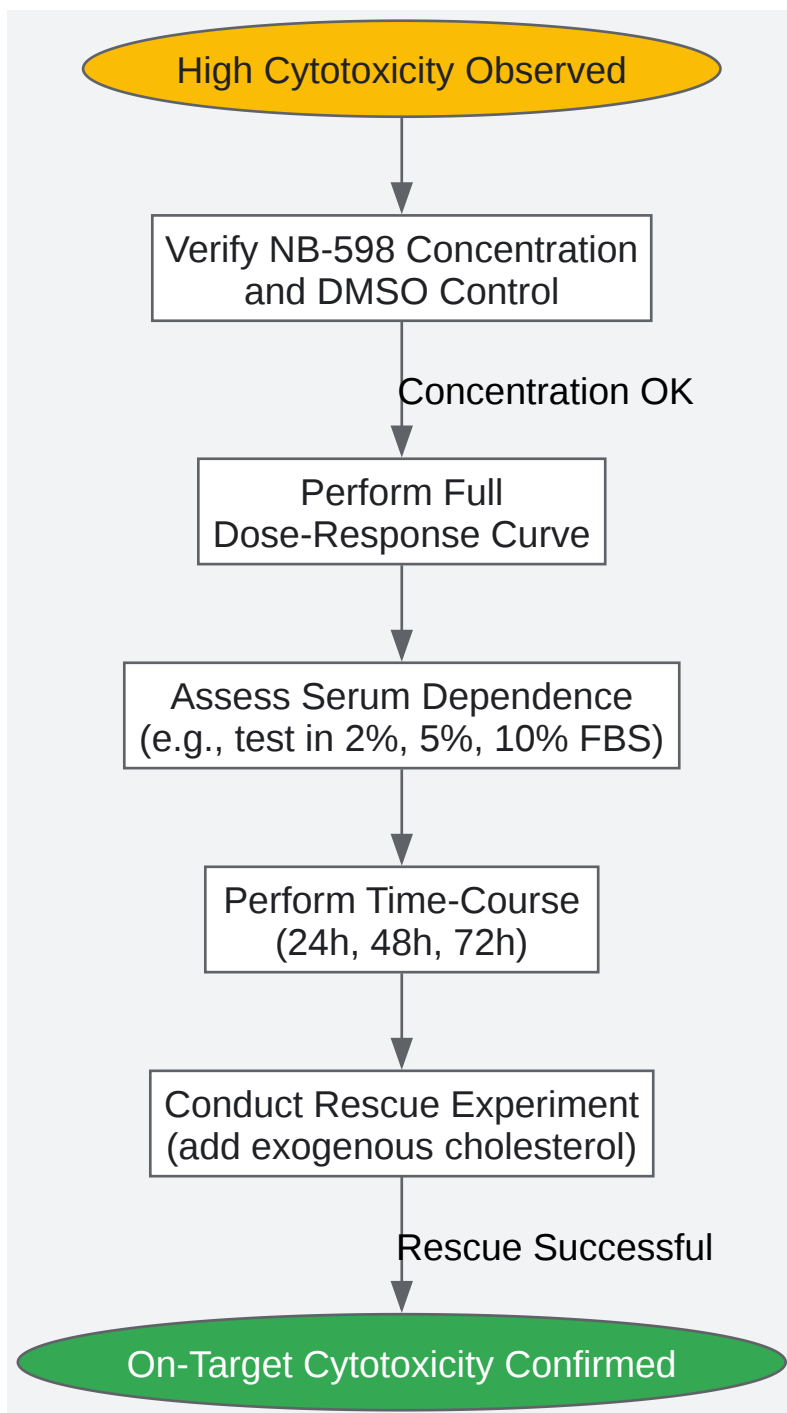 High Cytotoxicity Observed
Verify NB-598 Concentration
and DMSO Control
Concentration OK
Perform Full
Dose-Response Curve
Assess Serum Dependence
(e.g., test in 2%, 5%, 10% FBS)
Perform Time-Course
(24h, 48h, 72h)
Conduct Rescue Experiment
(add exogenous cholesterol)
Rescue Successful
On-Target Cytotoxicity Confirmed